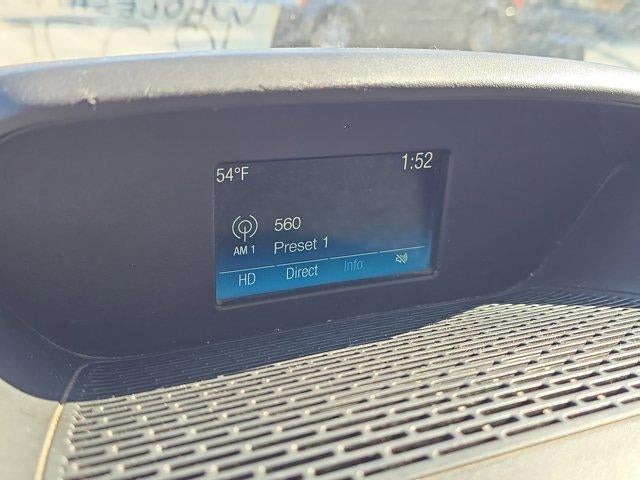 54°F 1:52
560
AM 1 Preset 1
HD Direct Info